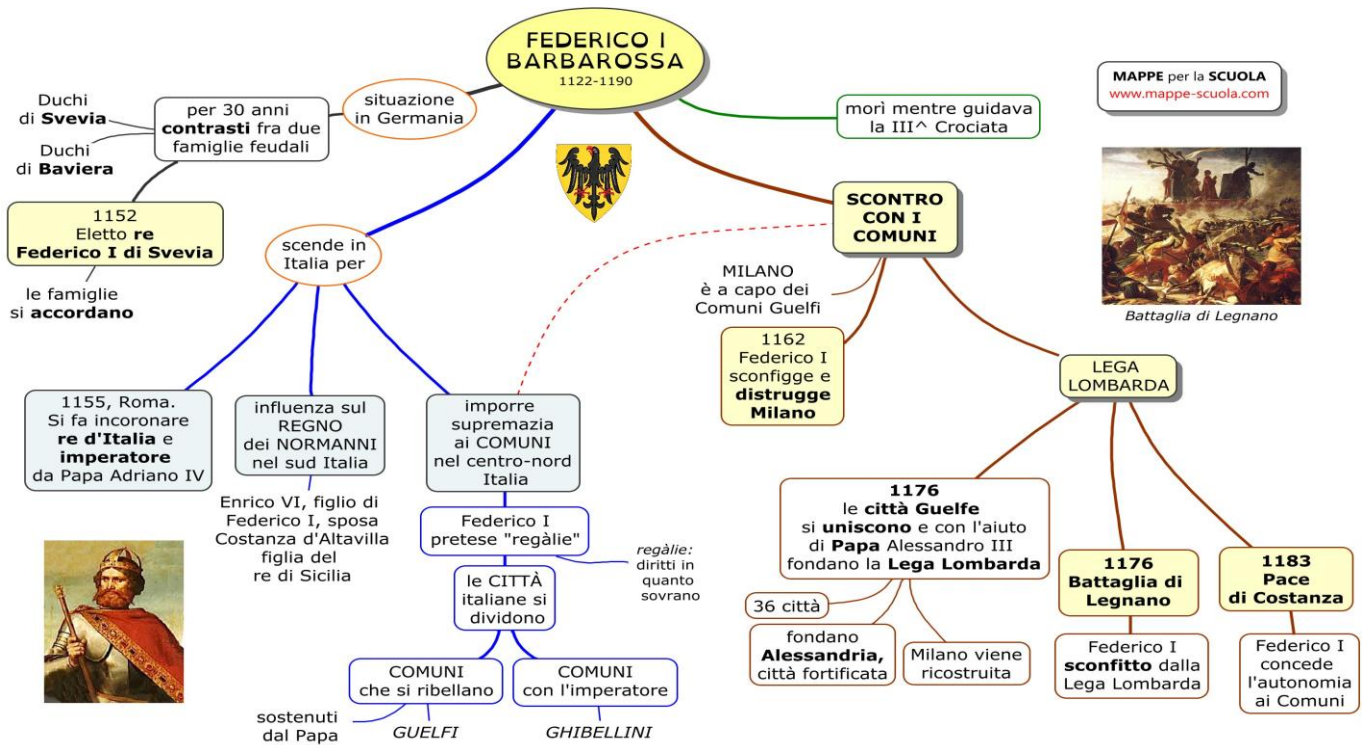 FEDERICO I
BARBAROSSA
1122-1190
MAPPE per la SCUOLA
www.mappe-scuola.com
situazione
in Germania
per 30 anni
contrasti fra due
famiglie feudali
Duchi
di Svevia
Duchi
di Baviera
1152
Eletto re
Federico I di Svevia
le famiglie
si accordano
morì mentre guidava
la III^ Crociata
scende in
Italia per
1155, Roma.
Si fa incoronare
re d'Italia e
imperatore
da Papa Adriano IV
influenza sul
REGNO
dei NORMANNI
nel sud Italia
Enrico VI, figlio di
Federico I, sposa
Costanza d'Altavilla
figlia del
re di Sicilia
imporre
supremazia
ai COMUNI
nel centro-nord
Italia
Federico I
pretese "regàlie"
regàlie:
diritti in
quanto
sovrano
le CITTÀ
italiane si
dividono
COMUNI
che si ribellano
sostenuti
dal Papa
GUELFI
COMUNI
con l'imperatore
GHIBELLINI
SCONTRO
CON I
COMUNI
MILANO
è a capo dei
Comuni Guelfi
1162
Federico I
sconfigge e
distrugge
Milano
Battaglia di Legnano
LEGA
LOMBARDA
1176
le città Guelfe
si uniscono e con l'aiuto
di Papa Alessandro III
fondano la Lega Lombarda
36 città
fondano
Alessandria,
città fortificata
Milano viene
ricostruita
1176
Battaglia di
Legnano
Federico I
sconfitto dalla
Lega Lombarda
1183
Pace
di Costanza
Federico I
concede
l'autonomia
ai Comuni